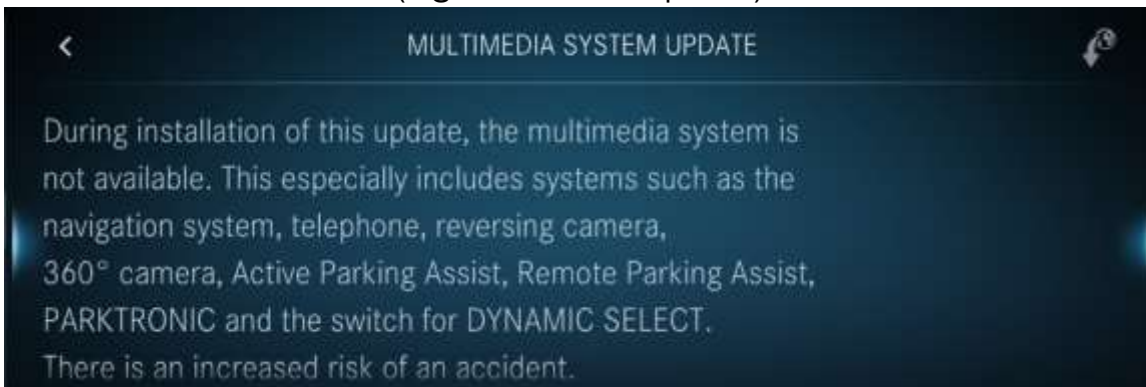 MULTIMEDIA SYSTEM UPDATE
During installation of this update, the multimedia system is
not available. This especially includes systems such as the
navigation system, telephone, reversing camera,
360° camera, Active Parking Assist, Remote Parking Assist,
PARKTRONIC and the switch for DYNAMIC SELECT.
There is an increased risk of an accident.